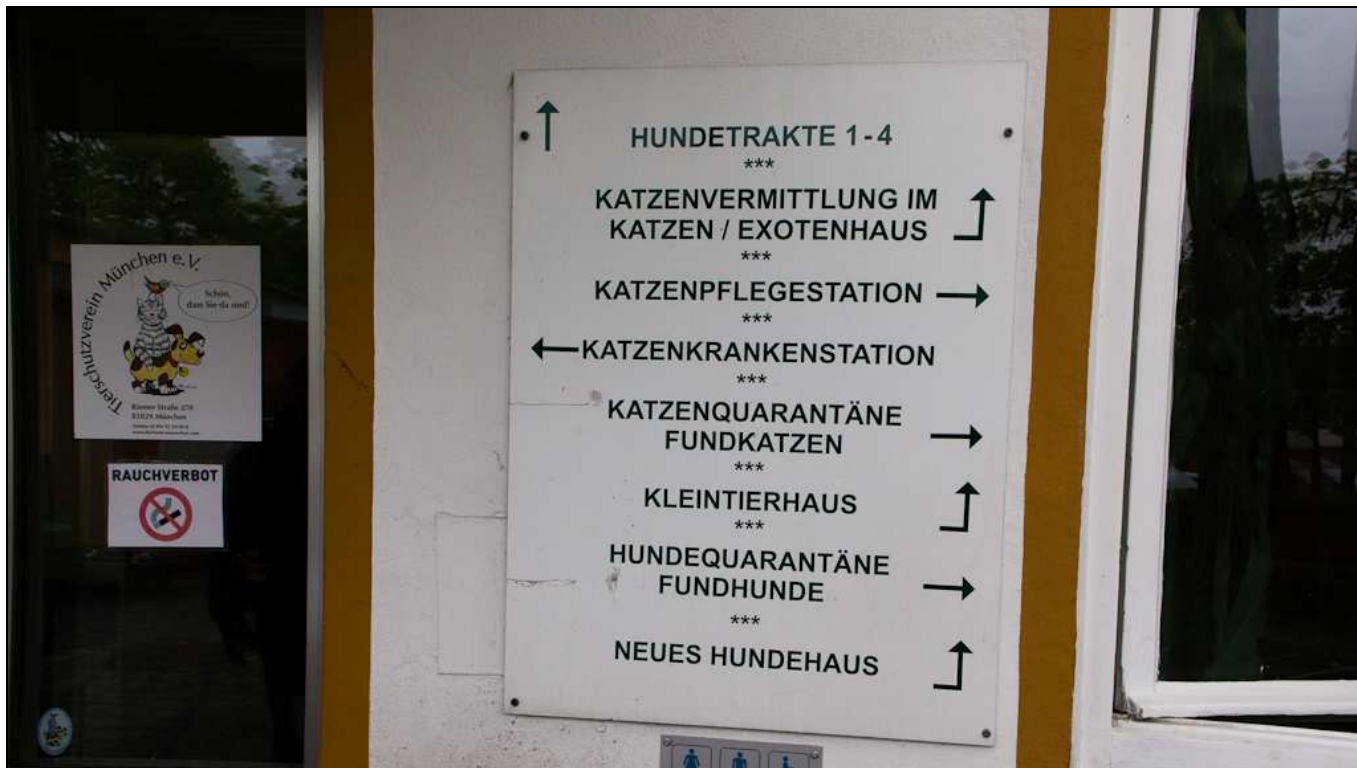 Tierschutzverein München e.V.
Schön,
dass Sie da sind!
Riemer Straße 270
81829 München
RAUCHVERBOT
HUNDETRAKTE 1-4
***
KATZENVERMITTLUNG IM
KATZEN / EXOTENHAUS
***
KATZENPFLEGESTATION
***
KATZENKRANKENSTATION
***
KATZENQUARANTÄNE
FUNDKATZEN
***
KLEINTIERHAUS
***
HUNDEQUARANTÄNE
FUNDHUNDE
***
NEUES HUNDEHAUS